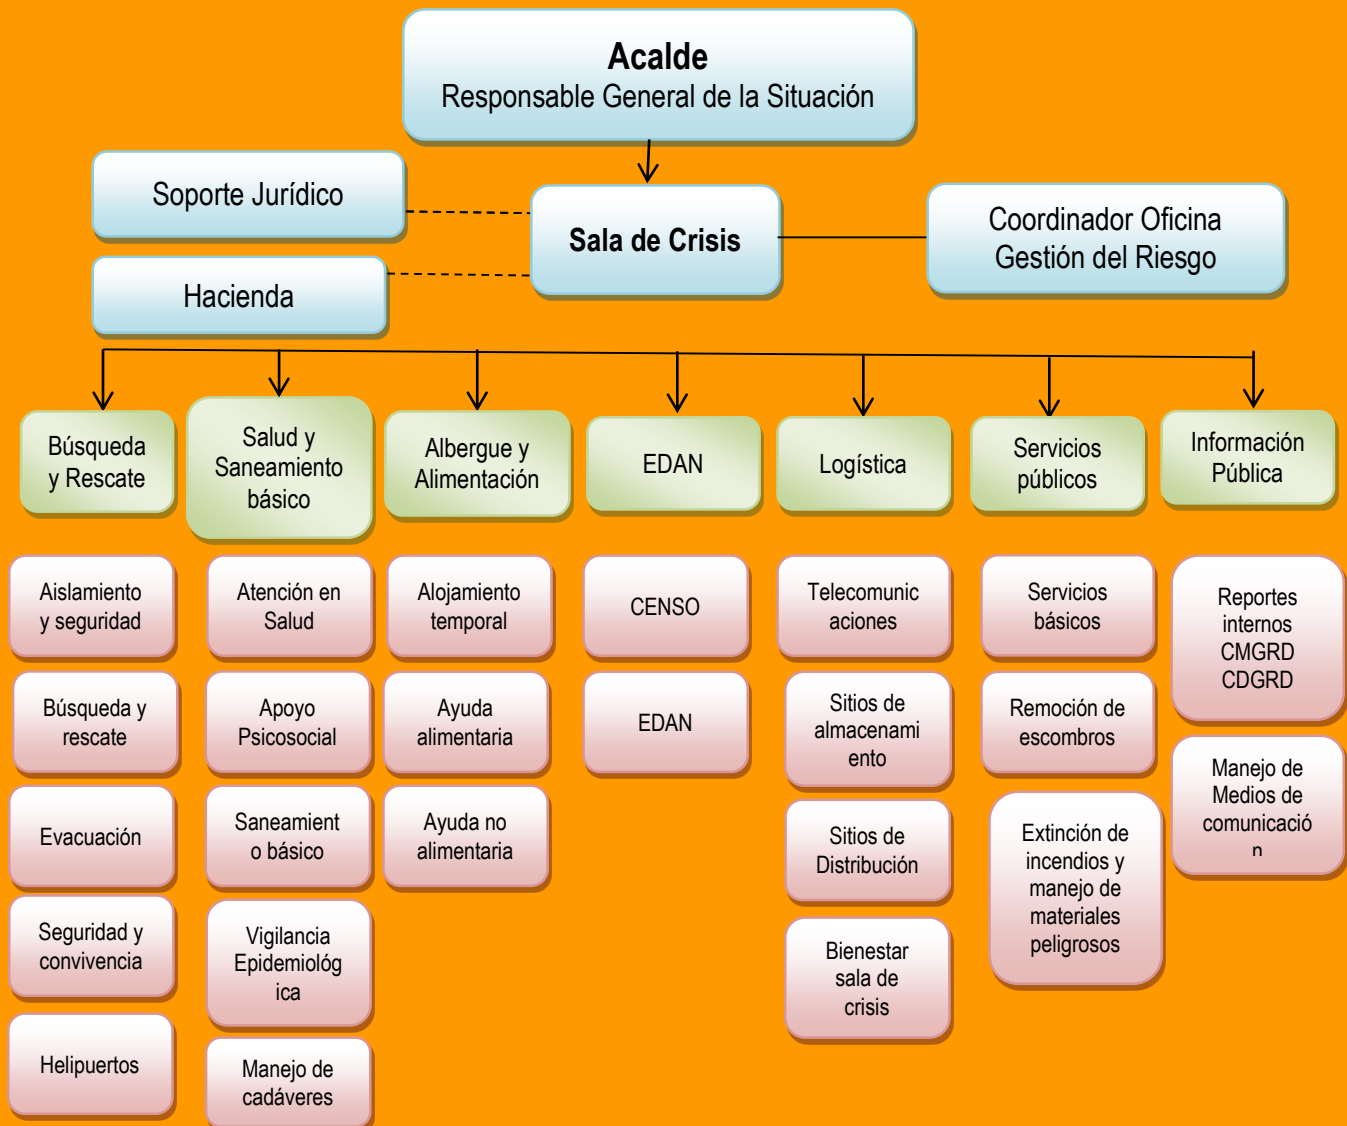 Acalde
Responsable General de la Situación
Soporte Jurídico
Hacienda
Sala de Crisis
Coordinador Oficina
Gestión del Riesgo
Búsqueda
y Rescate
Salud y
Saneamiento
básico
Albergue y
Alimentación
EDAN
Logística
Servicios
públicos
Información
Pública
Aislamiento
y seguridad
Búsqueda y
rescate
Evacuación
Seguridad y
convivencia
Helipuertos
Atención en
Salud
Apoyo
Psicosocial
Saneamient
o básico
Vigilancia
Epidemiológ
ica
Manejo de
cadáveres
Alojamiento
temporal
Ayuda
alimentaria
Ayuda no
alimentaria
CENSO
EDAN
Telecomunic
aciones
Sitios de
almacenami
ento
Sitios de
Distribución
Bienestar
sala de
crisis
Servicios
básicos
Remoción de
escombros
Extinción de
incendios y
manejo de
materiales
peligrosos
Reportes
internos
CMGRD
CDGRD
Manejo de
Medios de
comunicació
n